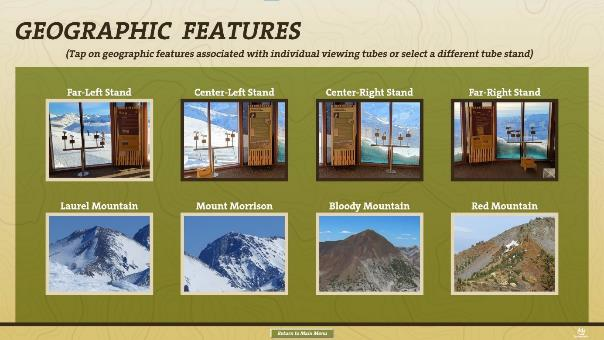 GEOGRAPHIC FEATURES
(Tap on geographic features associated with individual viewing tubes or select a different tube stand)
Far-Left Stand Center-Left Stand Center-Right Stand Far-Right Stand
Laurel Mountain Mount Morrison Bloody Mountain Red Mountain
Return to Main Menu